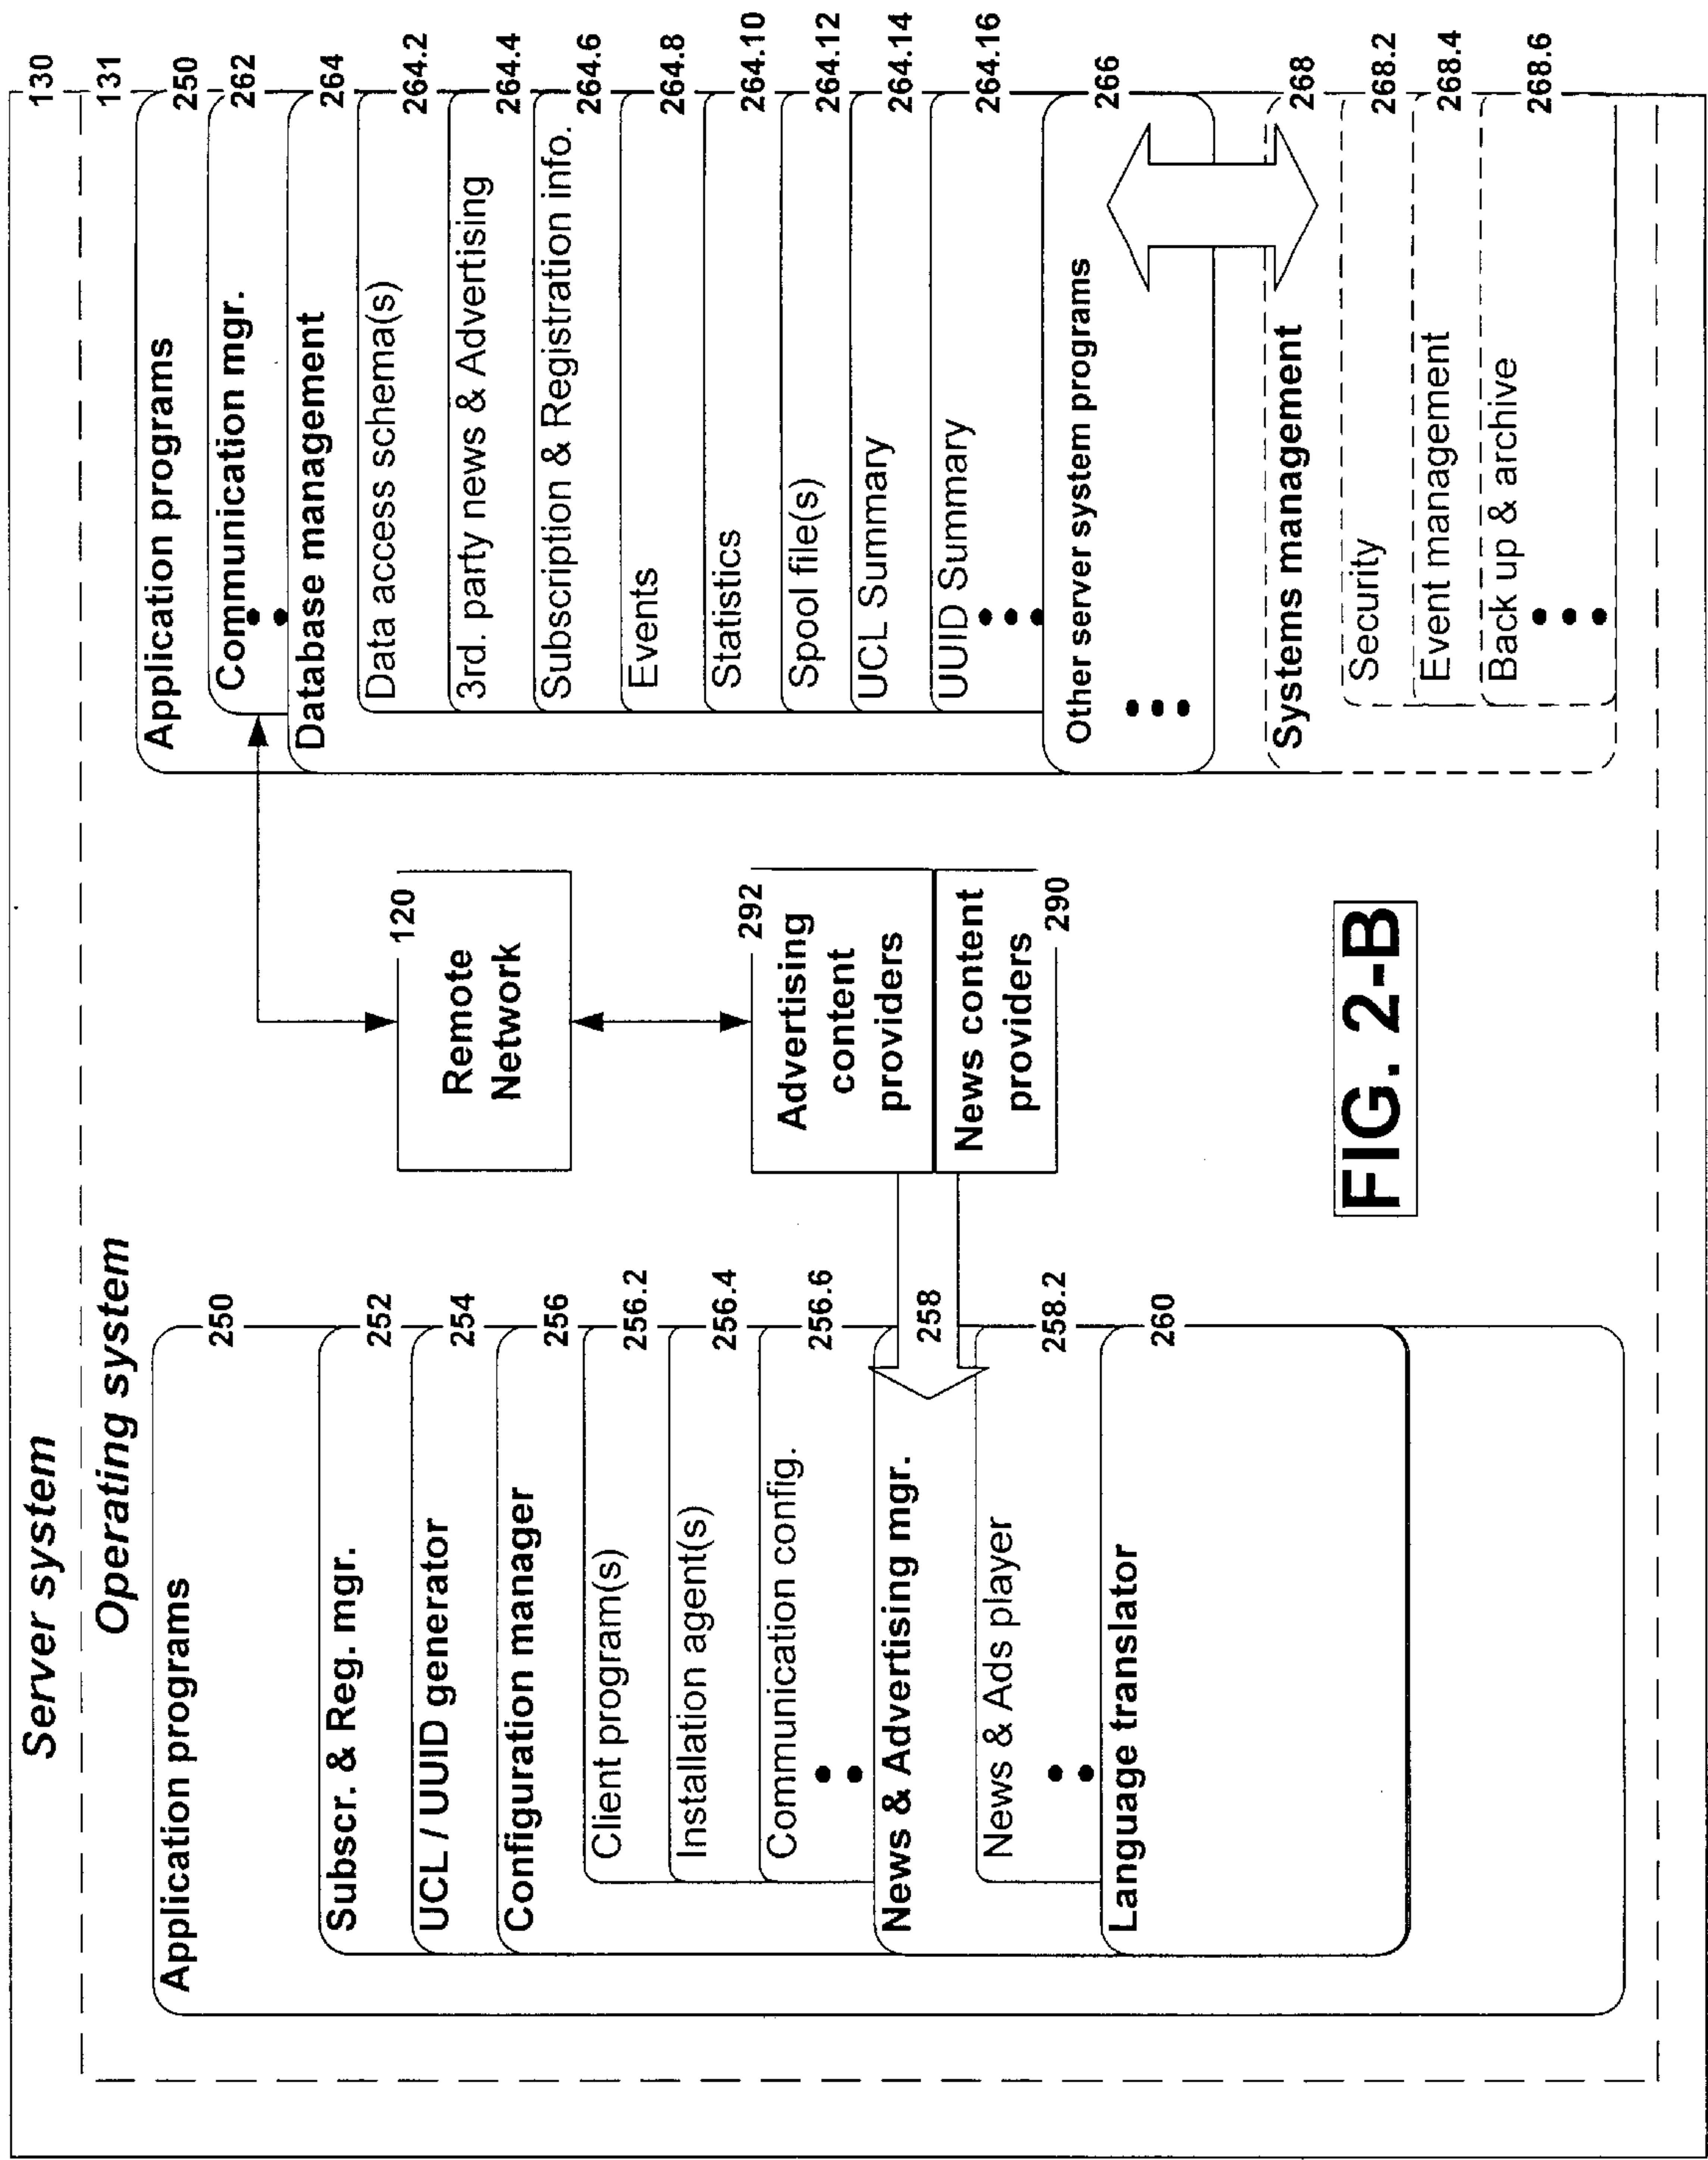 Server system
130
Operating system
131
Application programs
250
Subscr. & Reg. mgr.
252
UCL / UUID generator
254
Configuration manager
256
Client program(s)
256.2
Installation agent(s)
256.4
Communication config.
256.6
News & Advertising mgr.
258
News & Ads player
258.2
Language translator
260
120
Remote
Network
292
Advertising
content
providers
News content
providers
290
Application programs
250
Communication mgr.
262
Database management
264
Data access schema(s)
264.2
3rd. party news & Advertising
264.4
Subscription & Registration info.
264.6
Events
264.8
Statistics
264.10
Spool file(s)
264.12
UCL Summary
264.14
UUID Summary
264.16
Other server system programs
266
Systems management
268
Security
268.2
Event management
268.4
Back up & archive
268.6
FIG. 2-B